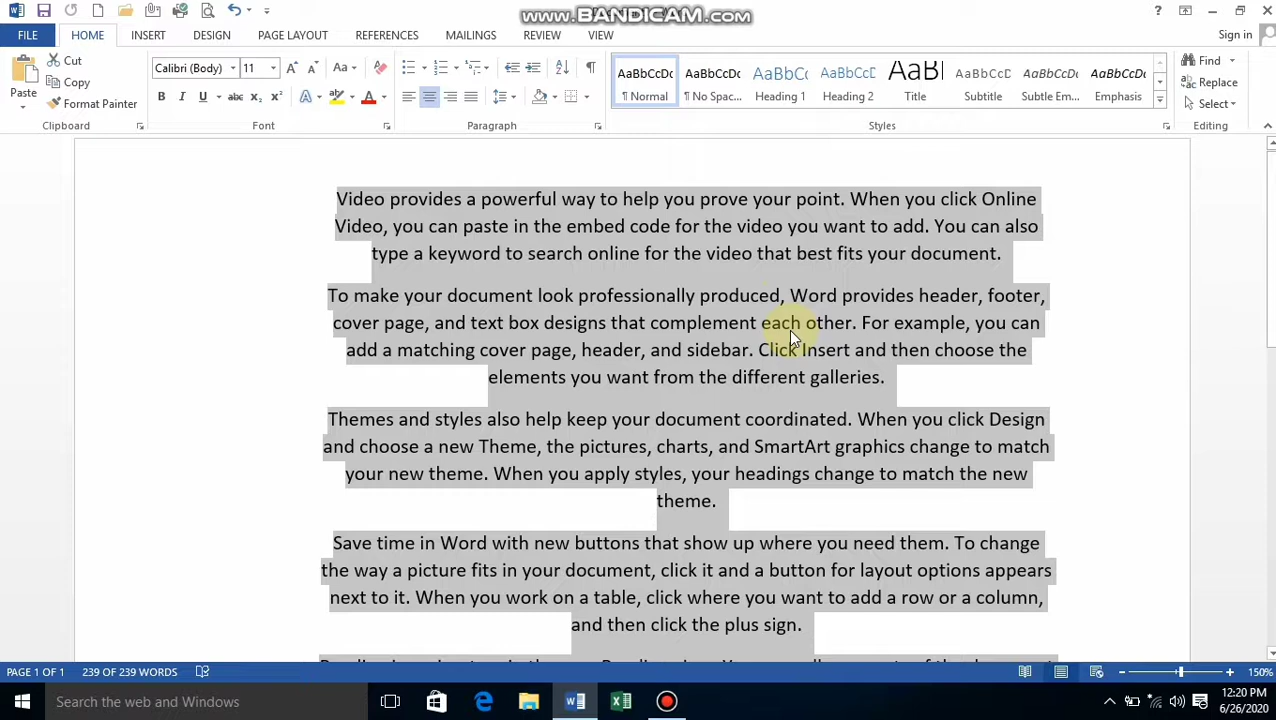 www.BANDICAM.com
Sign in
FILE HOME INSERT DESIGN PAGE LAYOUT REFERENCES MAILINGS REVIEW VIEW
Paste
Cut
Copy
Format Painter
Clipboard
Calibri (Body) 11
Font
Paragraph
AaBbCcDc AaBbCcDc AaBbCc AaBbCcC AaBl AaBbCcD AaBbCcDc AaBbCcDc
¶ Normal ¶ No Spac... Heading 1 Heading 2 Title Subtitle Subtle Em... Emphasis
Styles
Find
Replace
Select
Editing
Video provides a powerful way to help you prove your point. When you click Online
Video, you can paste in the embed code for the video you want to add. You can also
type a keyword to search online for the video that best fits your document.
To make your document look professionally produced, Word provides header, footer,
cover page, and text box designs that complement each other. For example, you can
add a matching cover page, header, and sidebar. Click Insert and then choose the
elements you want from the different galleries.
Themes and styles also help keep your document coordinated. When you click Design
and choose a new Theme, the pictures, charts, and SmartArt graphics change to match
your new theme. When you apply styles, your headings change to match the new
theme.
Save time in Word with new buttons that show up where you need them. To change
the way a picture fits in your document, click it and a button for layout options appears
next to it. When you work on a table, click where you want to add a row or a column,
and then click the plus sign.
PAGE 1 OF 1 239 OF 239 WORDS 150%
Search the web and Windows
12:20 PM
6/26/2020